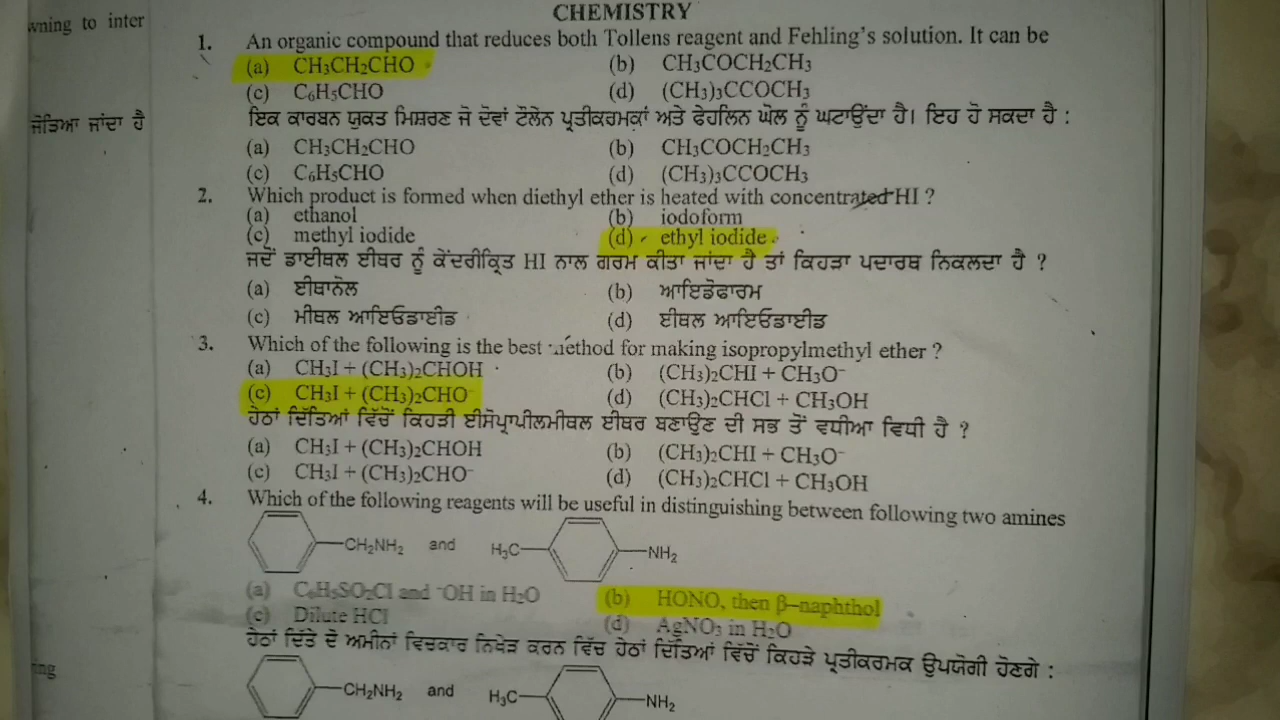 CHEMISTRY
wning to inter
ਜੋੜਿਆ ਜਾਂਦਾ ਹੈ
1. An organic compound that reduces both Tollens reagent and Fehling's solution. It can be
(a) CH₃CH₂CHO (b) CH₃COCH₂CH₃
(c) C₆H₅CHO (d) (CH₃)₃CCOCH₃
ਇਕ ਕਾਰਬਨ ਯੁਕਤ ਮਿਸ਼ਰਣ ਜੋ ਦੋਵਾਂ ਟੌਲੇਨ ਪ੍ਰਤੀਕਰਮਕਾਂ ਅਤੇ ਫੇਹਲਿਨ ਘੋਲ ਨੂੰ ਘਟਾਉਂਦਾ ਹੈ। ਇਹ ਹੋ ਸਕਦਾ ਹੈ :
(a) CH₃CH₂CHO (b) CH₃COCH₂CH₃
(c) C₆H₅CHO (d) (CH₃)₃CCOCH₃
2. Which product is formed when diethyl ether is heated with concentrated HI ?
(a) ethanol (b) iodoform
(c) methyl iodide (d) ethyl iodide
ਜਦੋਂ ਡਾਈਥਲ ਈਥਰ ਨੂੰ ਕੇਂਦਰੀਕ੍ਰਿਤ HI ਨਾਲ ਗਰਮ ਕੀਤਾ ਜਾਂਦਾ ਹੈ ਤਾਂ ਕਿਹੜਾ ਪਦਾਰਥ ਨਿਕਲਦਾ ਹੈ ?
(a) ਈਥਾਨੋਲ (b) ਆਇਡੋਫਾਰਮ
(c) ਮੀਥਲ ਆਇਓਡਾਈਡ (d) ਈਥਲ ਆਇਓਡਾਈਡ
3. Which of the following is the best method for making isopropylmethyl ether ?
(a) CH₃I + (CH₃)₂CHOH (b) (CH₃)₂CHI + CH₃O⁻
(c) CH₃I + (CH₃)₂CHO⁻ (d) (CH₃)₂CHCl + CH₃OH
ਹੇਠਾਂ ਦਿੱਤਿਆਂ ਵਿੱਚੋਂ ਕਿਹੜੀ ਈਸੋਪ੍ਰਾਪੀਲਮੀਥਲ ਈਥਰ ਬਣਾਉਣ ਦੀ ਸਭ ਤੋਂ ਵਧੀਆ ਵਿਧੀ ਹੈ ?
(a) CH₃I + (CH₃)₂CHOH (b) (CH₃)₂CHI + CH₃O⁻
(c) CH₃I + (CH₃)₂CHO⁻ (d) (CH₃)₂CHCl + CH₃OH
4. Which of the following reagents will be useful in distinguishing between following two amines
CH₂NH₂ and H₃C NH₂
(a) C₆H₅SO₂Cl and ⁻OH in H₂O (b) HONO, then β–naphthol
(c) Dilute HCl (d) AgNO₃ in H₂O
ਹੇਠਾਂ ਦਿੱਤੇ ਦੋ ਅਮੀਨਾਂ ਵਿਚਕਾਰ ਨਿਖੇੜ ਕਰਨ ਵਿੱਚ ਹੇਠਾਂ ਦਿੱਤਿਆਂ ਵਿੱਚੋਂ ਕਿਹੜੇ ਪ੍ਰਤੀਕਰਮਕ ਉਪਯੋਗੀ ਹੋਣਗੇ :
ing
CH₂NH₂ and H₃C NH₂